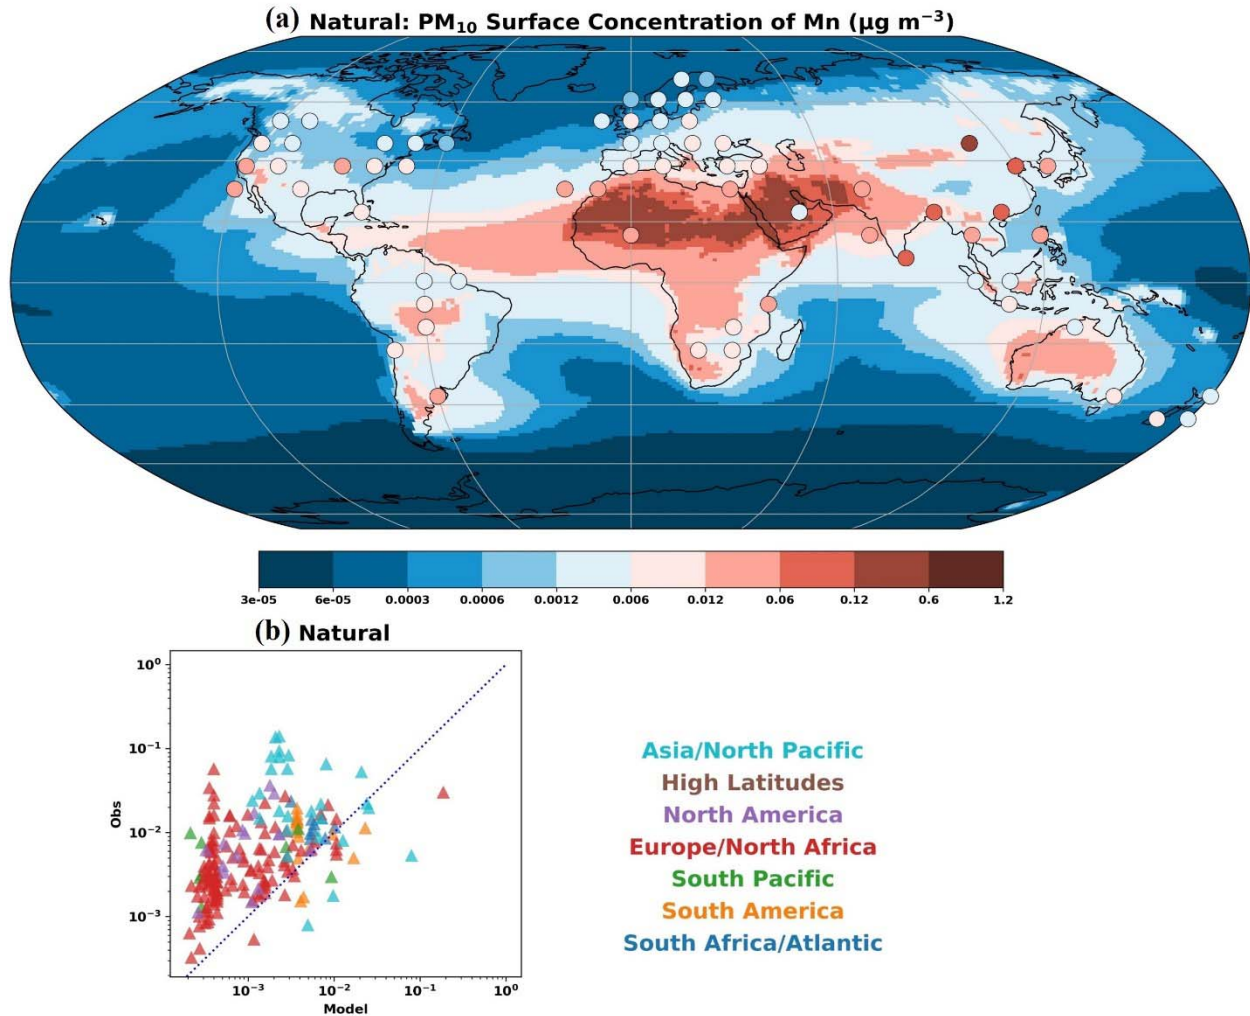 (a) Natural: PM₁₀ Surface Concentration of Mn (μg m⁻³)
3e-05 6e-05 0.0003 0.0006 0.0012 0.006 0.012 0.06 0.12 0.6 1.2
(b) Natural
10⁰
10⁻¹
10⁻²
10⁻³
Obs
10⁻³ 10⁻² 10⁻¹ 10⁰
Model
Asia/North Pacific
High Latitudes
North America
Europe/North Africa
South Pacific
South America
South Africa/Atlantic